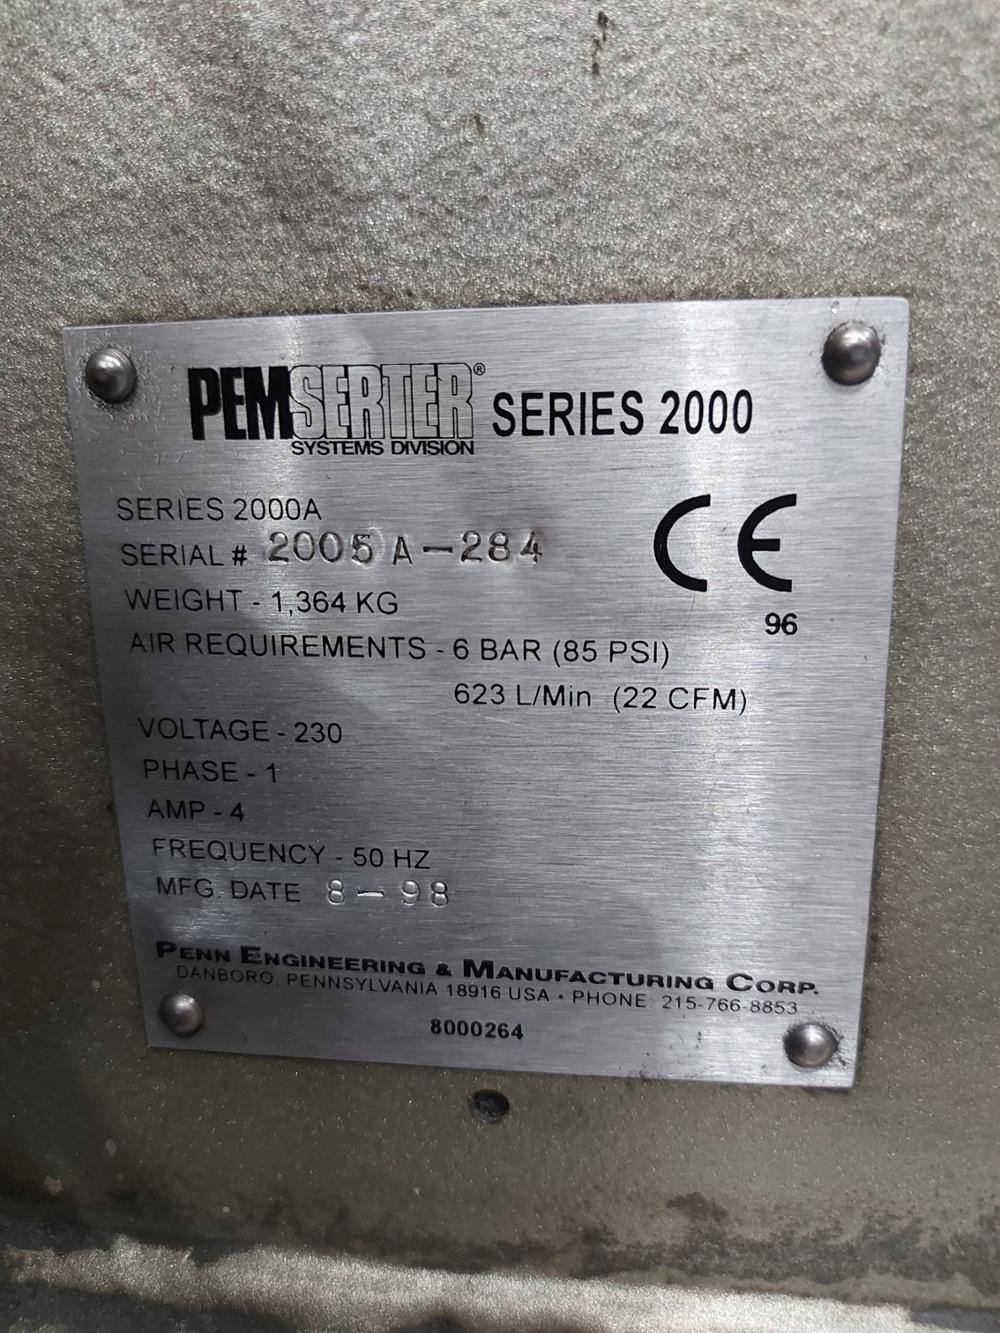 PEMSERTER® SERIES 2000
SYSTEMS DIVISION
SERIES 2000A
SERIAL # 2005A-284
CE
WEIGHT - 1,364 KG
96
AIR REQUIREMENTS - 6 BAR (85 PSI)
623 L/Min (22 CFM)
VOLTAGE - 230
PHASE - 1
AMP - 4
FREQUENCY - 50 HZ
MFG. DATE 8-98
PENN ENGINEERING & MANUFACTURING CORP.
DANBORO, PENNSYLVANIA 18916 USA • PHONE 215-766-8853
8000264